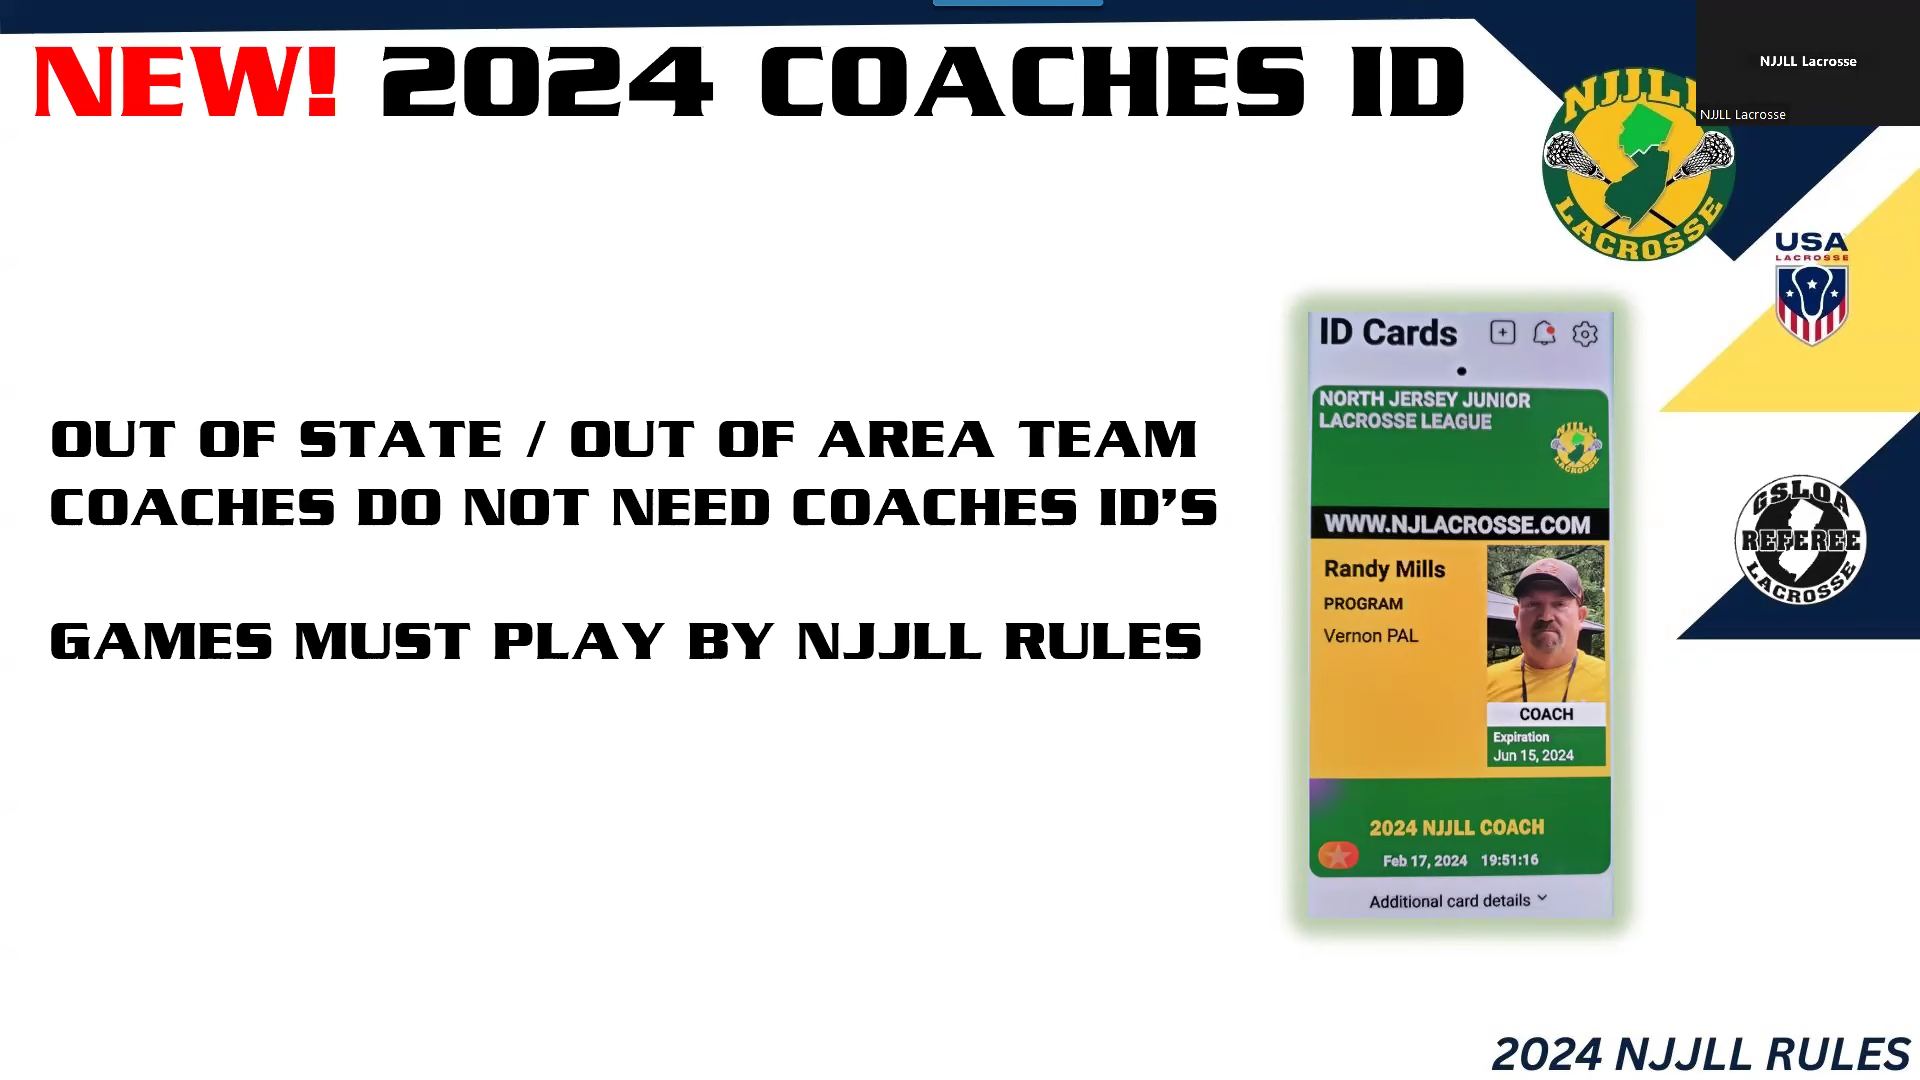 NEW! 2024 COACHES ID
NJJLL Lacrosse
NJJLL Lacrosse
LACROSSE
USA
LACROSSE
OUT OF STATE / OUT OF AREA TEAM
COACHES DO NOT NEED COACHES ID'S
GAMES MUST PLAY BY NJJLL RULES
ID Cards
NORTH JERSEY JUNIOR
LACROSSE LEAGUE
NJJLL
LACROSSE
WWW.NJLACROSSE.COM
Randy Mills
PROGRAM
Vernon PAL
COACH
Expiration
Jun 15, 2024
2024 NJJLL COACH
Feb 17, 2024 19:51:16
Additional card details
GSLOA
REFEREE
LACROSSE
2024 NJJLL RULES